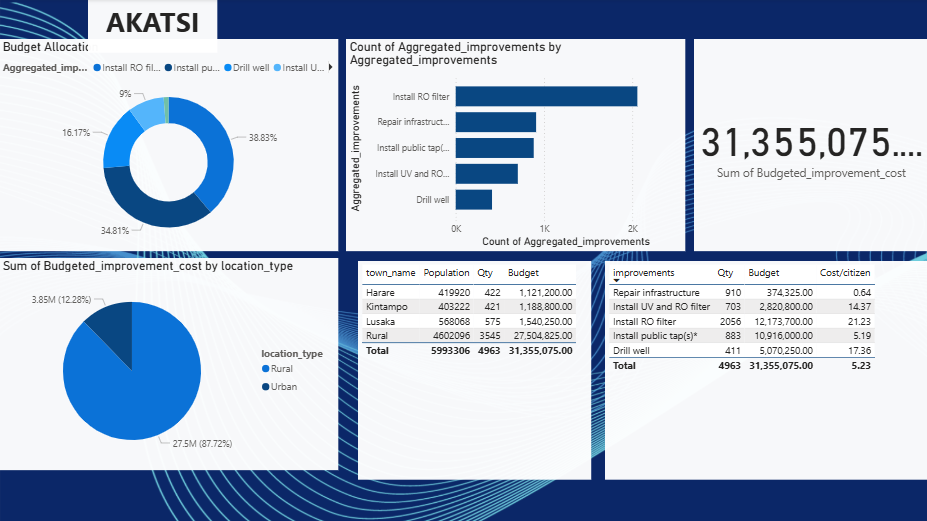 AKATSI
Budget Allocatic
Aggregated_imp... Install RO fil... Install pu... Drill well Install U...
9%
16.17%
38.83%
34.81%
Count of Aggregated_improvements by
Aggregated_improvements
Aggregated_improvements
Install RO filter
Repair infrastruct...
Install public tap(...
Install UV and RO...
Drill well
0K 1K 2K
Count of Aggregated_improvements
31,355,075....
Sum of Budgeted_improvement_cost
Sum of Budgeted_improvement_cost by location_type
3.85M (12.28%)
27.5M (87.72%)
location_type
Rural
Urban
town_name Population Qty Budget
Harare 419920 422 1,121,200.00
Kintampo 403222 421 1,188,800.00
Lusaka 568068 575 1,540,250.00
Rural 4602096 3545 27,504,825.00
Total 5993306 4963 31,355,075.00
improvements Qty Budget Cost/citizen
Repair infrastructure 910 374,325.00 0.64
Install UV and RO filter 703 2,820,800.00 14.37
Install RO filter 2056 12,173,700.00 21.23
Install public tap(s)* 883 10,916,000.00 5.19
Drill well 411 5,070,250.00 17.36
Total 4963 31,355,075.00 5.23